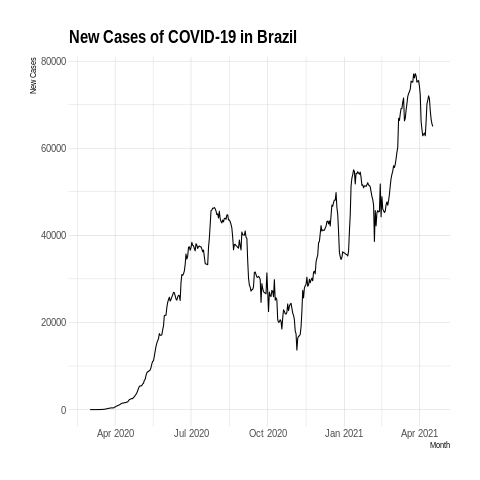 New Cases of COVID-19 in Brazil
New Cases
80000
60000
40000
20000
0
Apr 2020 Jul 2020 Oct 2020 Jan 2021 Apr 2021
Month